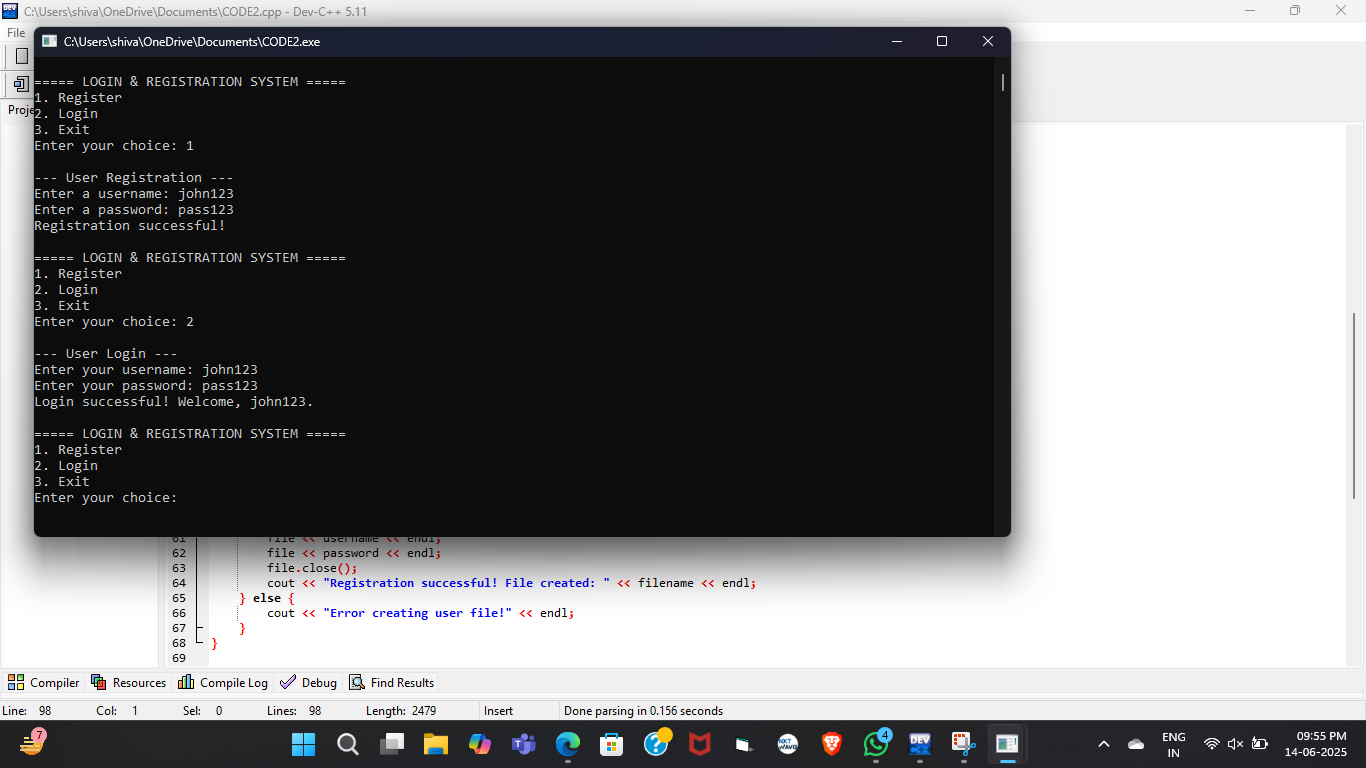 C:\Users\shiva\OneDrive\Documents\CODE2.cpp - Dev-C++ 5.11
File
C:\Users\shiva\OneDrive\Documents\CODE2.exe
Proje
===== LOGIN & REGISTRATION SYSTEM =====
1. Register
2. Login
3. Exit
Enter your choice: 1
--- User Registration ---
Enter a username: john123
Enter a password: pass123
Registration successful!
===== LOGIN & REGISTRATION SYSTEM =====
1. Register
2. Login
3. Exit
Enter your choice: 2
--- User Login ---
Enter your username: john123
Enter your password: pass123
Login successful! Welcome, john123.
===== LOGIN & REGISTRATION SYSTEM =====
1. Register
2. Login
3. Exit
Enter your choice:
61 file << username << endl;
62 file << password << endl;
63 file.close();
64 cout << "Registration successful! File created: " << filename << endl;
65 } else {
66 cout << "Error creating user file!" << endl;
67 }
68 }
69
Compiler Resources Compile Log Debug Find Results
Line: 98 Col: 1 Sel: 0 Lines: 98 Length: 2479 Insert Done parsing in 0.156 seconds
7
4
DEV
ENG
IN
09:55 PM
14-06-2025